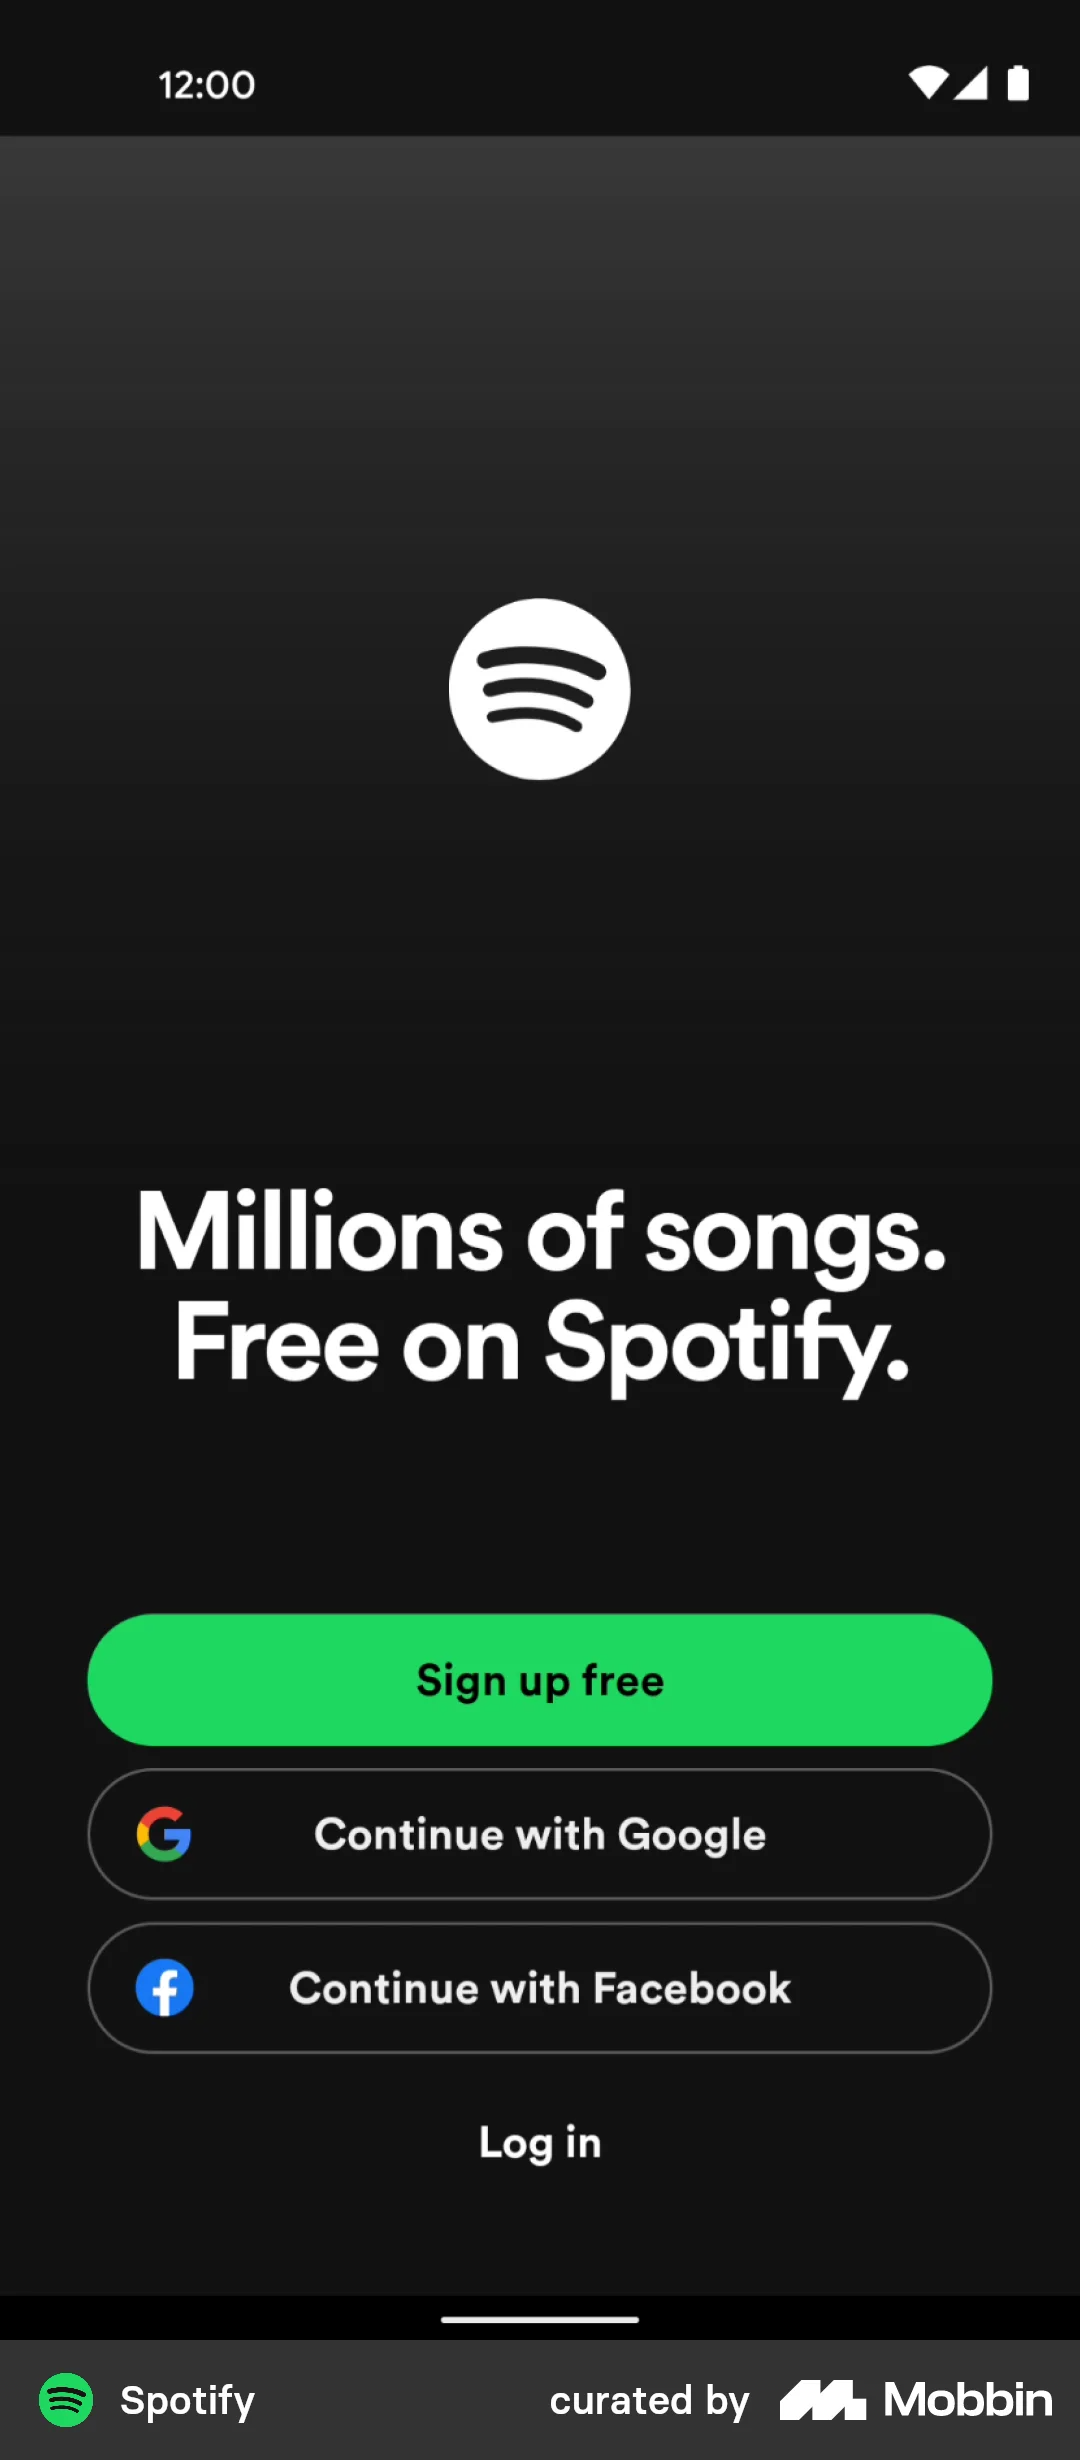 12:00
Millions of songs.
Free on Spotify.
Sign up free
Continue with Google
Continue with Facebook
Log in
Spotify
curated by Mobbin